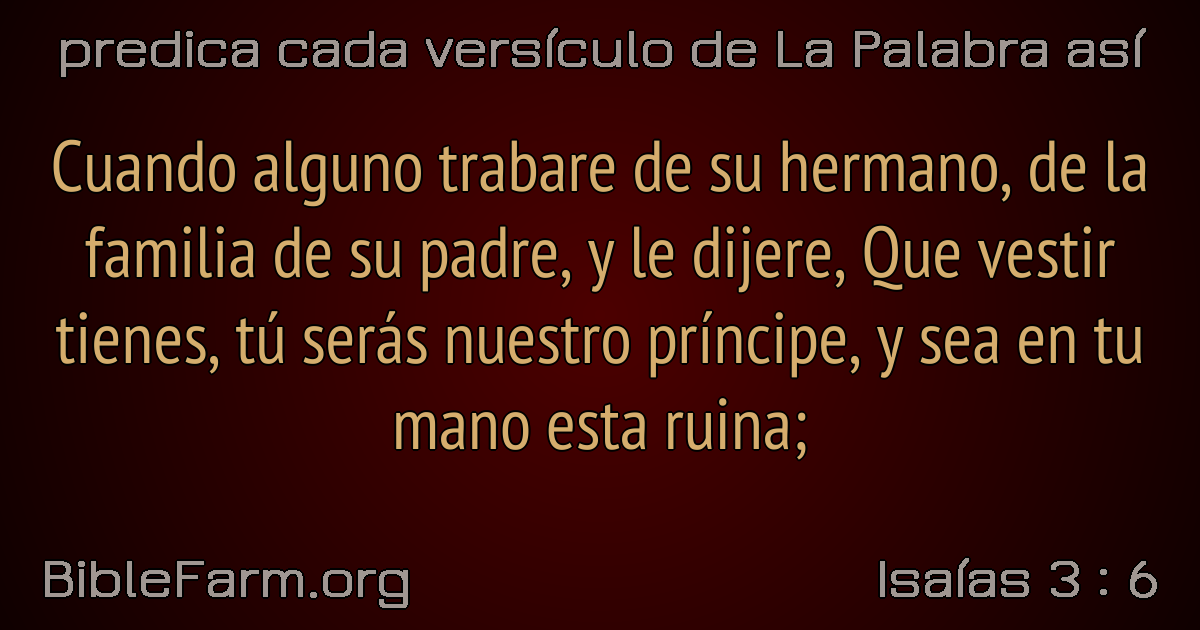 predica cada versículo de La Palabra así
Cuando alguno trabare de su hermano, de la
familia de su padre, y le dijere, Que vestir
tienes, tú serás nuestro príncipe, y sea en tu
mano esta ruina;
BibleFarm.org
Isaías 3 : 6